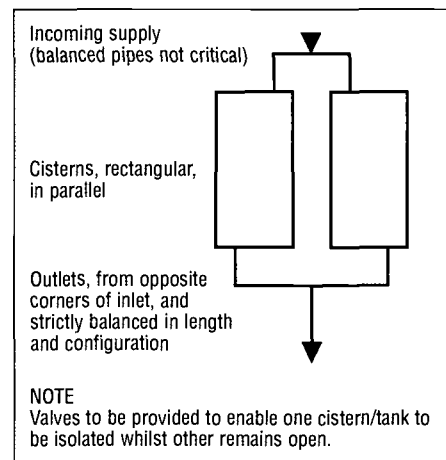 Incoming supply
(balanced pipes not critical)
Cisterns, rectangular,
in parallel
Outlets, from opposite
corners of inlet, and
strictly balanced in length
and configuration
NOTE
Valves to be provided to enable one cistern/tank to
be isolated whilst other remains open.